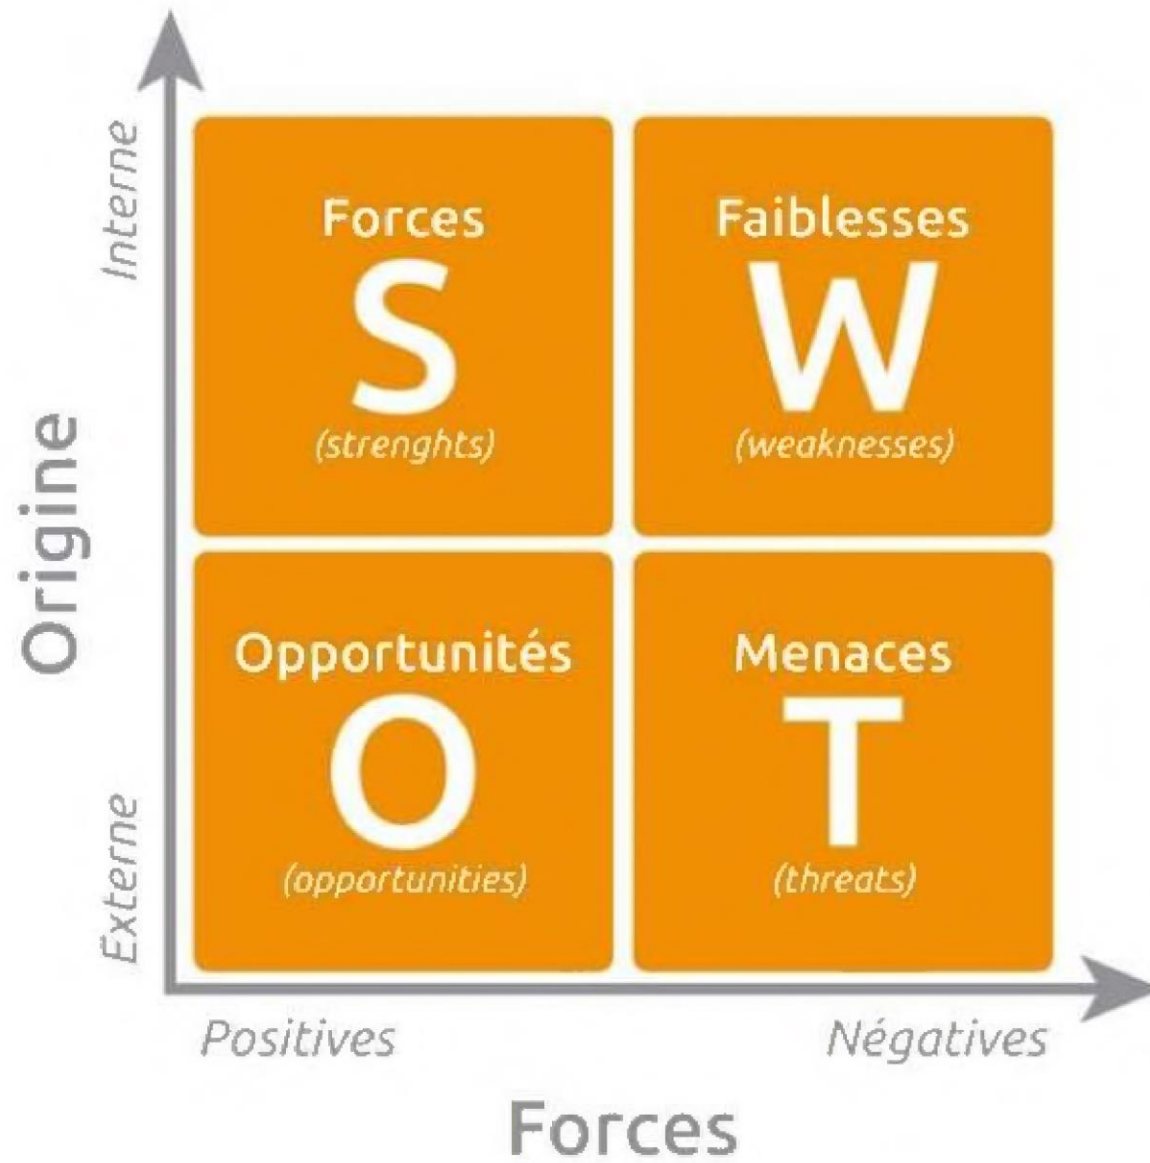 Interne
Forces
S
(strenghts)
Faiblesses
W
(weaknesses)
Origine
Opportunités
O
(opportunities)
Menaces
T
(threats)
Externe
Positives
Négatives
Forces